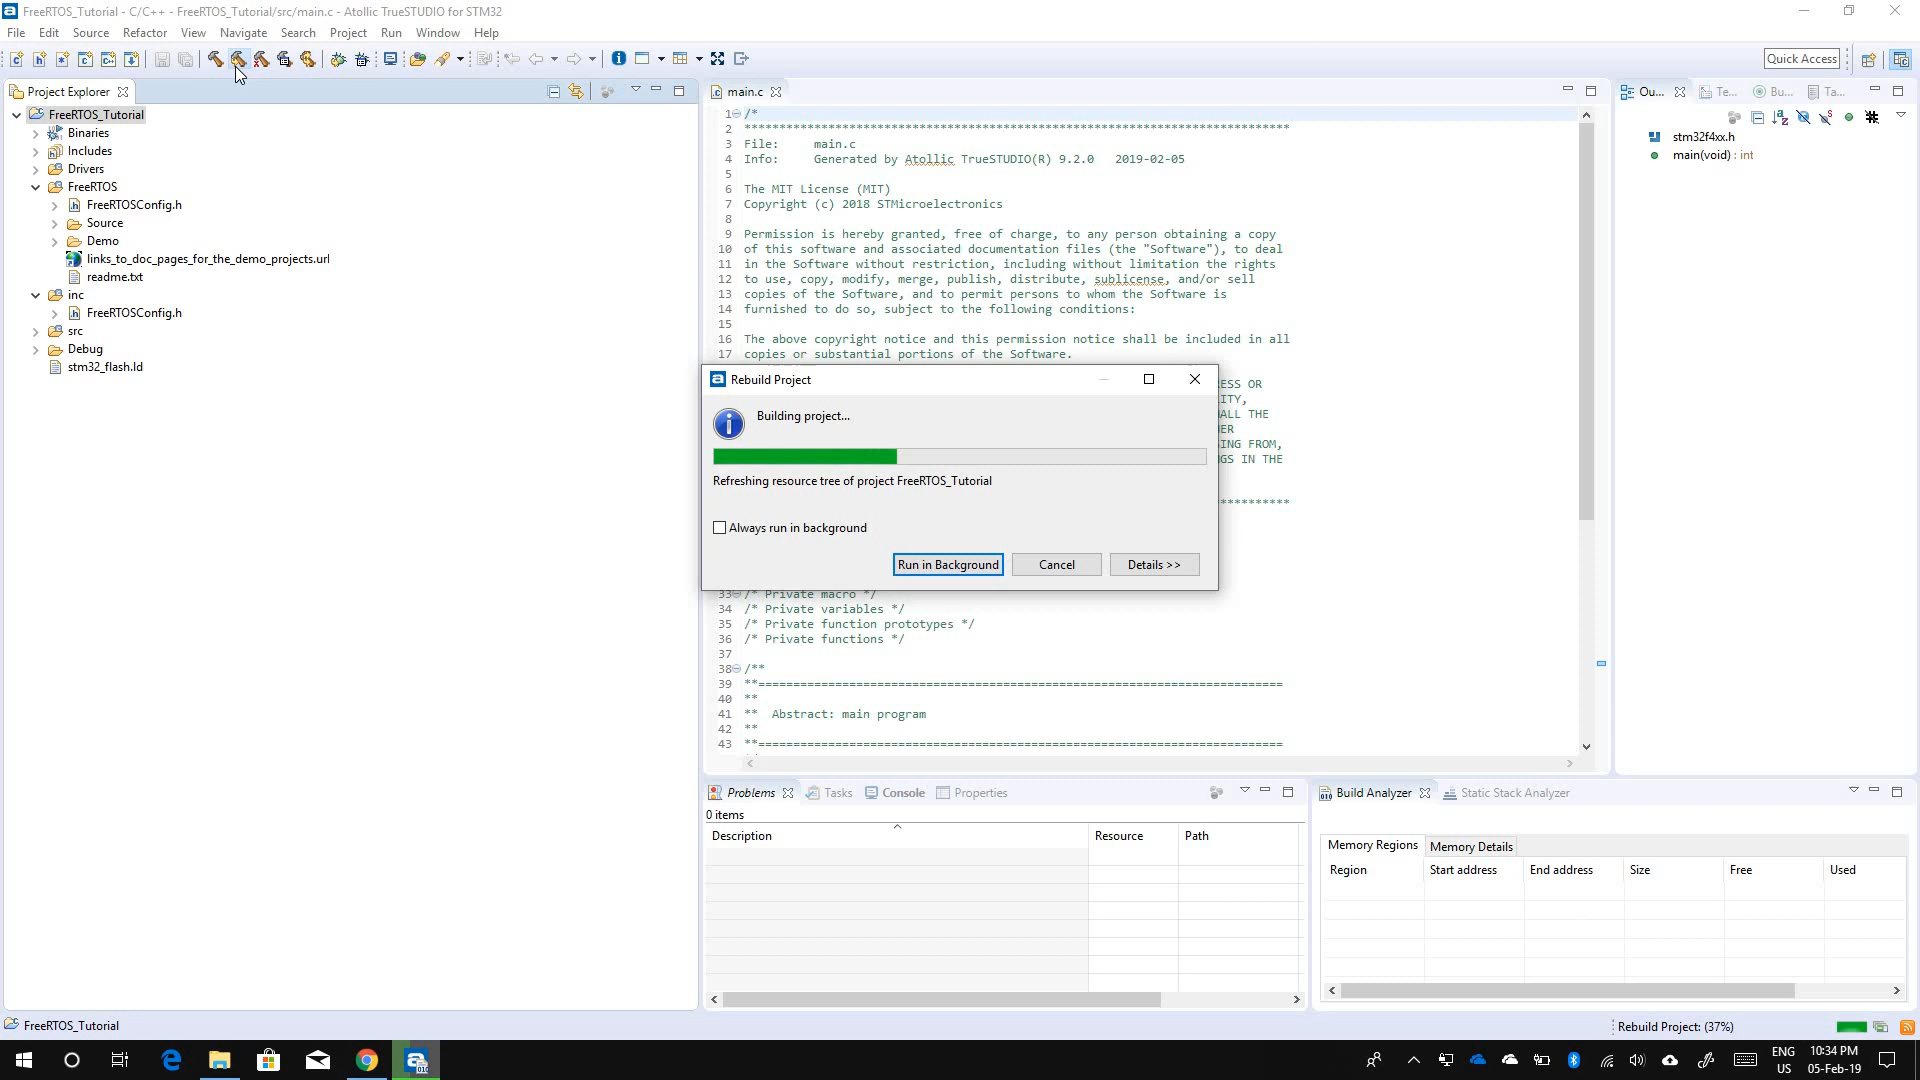 FreeRTOS_Tutorial - C/C++ - FreeRTOS_Tutorial/src/main.c - Atollic TrueSTUDIO for STM32
File Edit Source Refactor View Navigate Search Project Run Window Help
Quick Access
Project Explorer
FreeRTOS_Tutorial
Binaries
Includes
Drivers
FreeRTOS
FreeRTOSConfig.h
Source
Demo
links_to_doc_pages_for_the_demo_projects.url
readme.txt
inc
FreeRTOSConfig.h
src
Debug
stm32_flash.ld
main.c
1 /*
2 ******************************************************************************
3 File: main.c
4 Info: Generated by Atollic TrueSTUDIO(R) 9.2.0 2019-02-05
5
6 The MIT License (MIT)
7 Copyright (c) 2018 STMicroelectronics
8
9 Permission is hereby granted, free of charge, to any person obtaining a copy
10 of this software and associated documentation files (the "Software"), to deal
11 in the Software without restriction, including without limitation the rights
12 to use, copy, modify, merge, publish, distribute, sublicense, and/or sell
13 copies of the Software, and to permit persons to whom the Software is
14 furnished to do so, subject to the following conditions:
15
16 The above copyright notice and this permission notice shall be included in all
17 copies or substantial portions of the Software.
ESS OR
ITY,
ALL THE
ER
ING FROM,
GS IN THE
**********
33 /* Private macro */
34 /* Private variables */
35 /* Private function prototypes */
36 /* Private functions */
37
38 /**
39 **===========================================================================
40 **
41 ** Abstract: main program
42 **
43 **===========================================================================
Rebuild Project
Building project...
Refreshing resource tree of project FreeRTOS_Tutorial
Always run in background
Run in Background
Cancel
Details >>
Ou... Te... Bu... Ta...
stm32f4xx.h
main(void) : int
Problems Tasks Console Properties
0 items
Description Resource Path
Build Analyzer Static Stack Analyzer
Memory Regions Memory Details
Region Start address End address Size Free Used
FreeRTOS_Tutorial
Rebuild Project: (37%)
ENG
US
10:34 PM
05-Feb-19